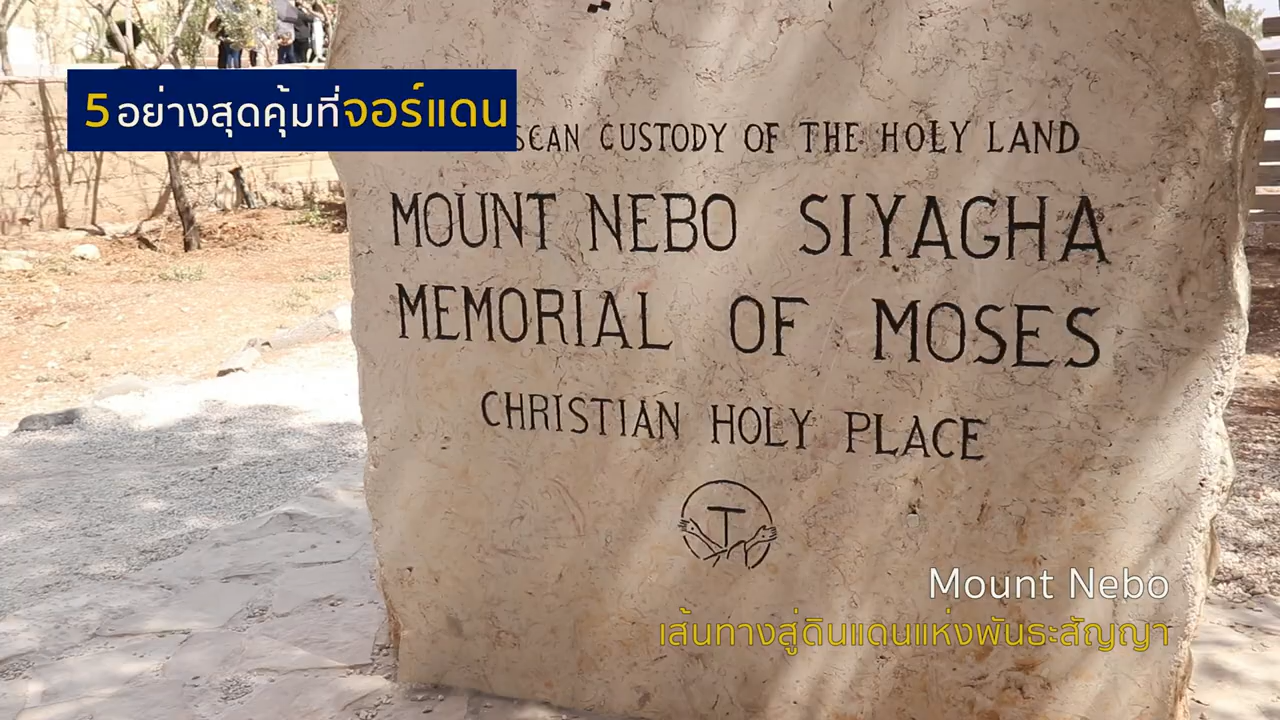 5 อย่างสุดคุ้มที่จอร์แดน
SCAN CUSTODY OF THE HOLY LAND
MOUNT NEBO SIYAGHA
MEMORIAL OF MOSES
CHRISTIAN HOLY PLACE
T
Mount Nebo
เส้นทางสู่ดินแดนแห่งพันธะสัญญา